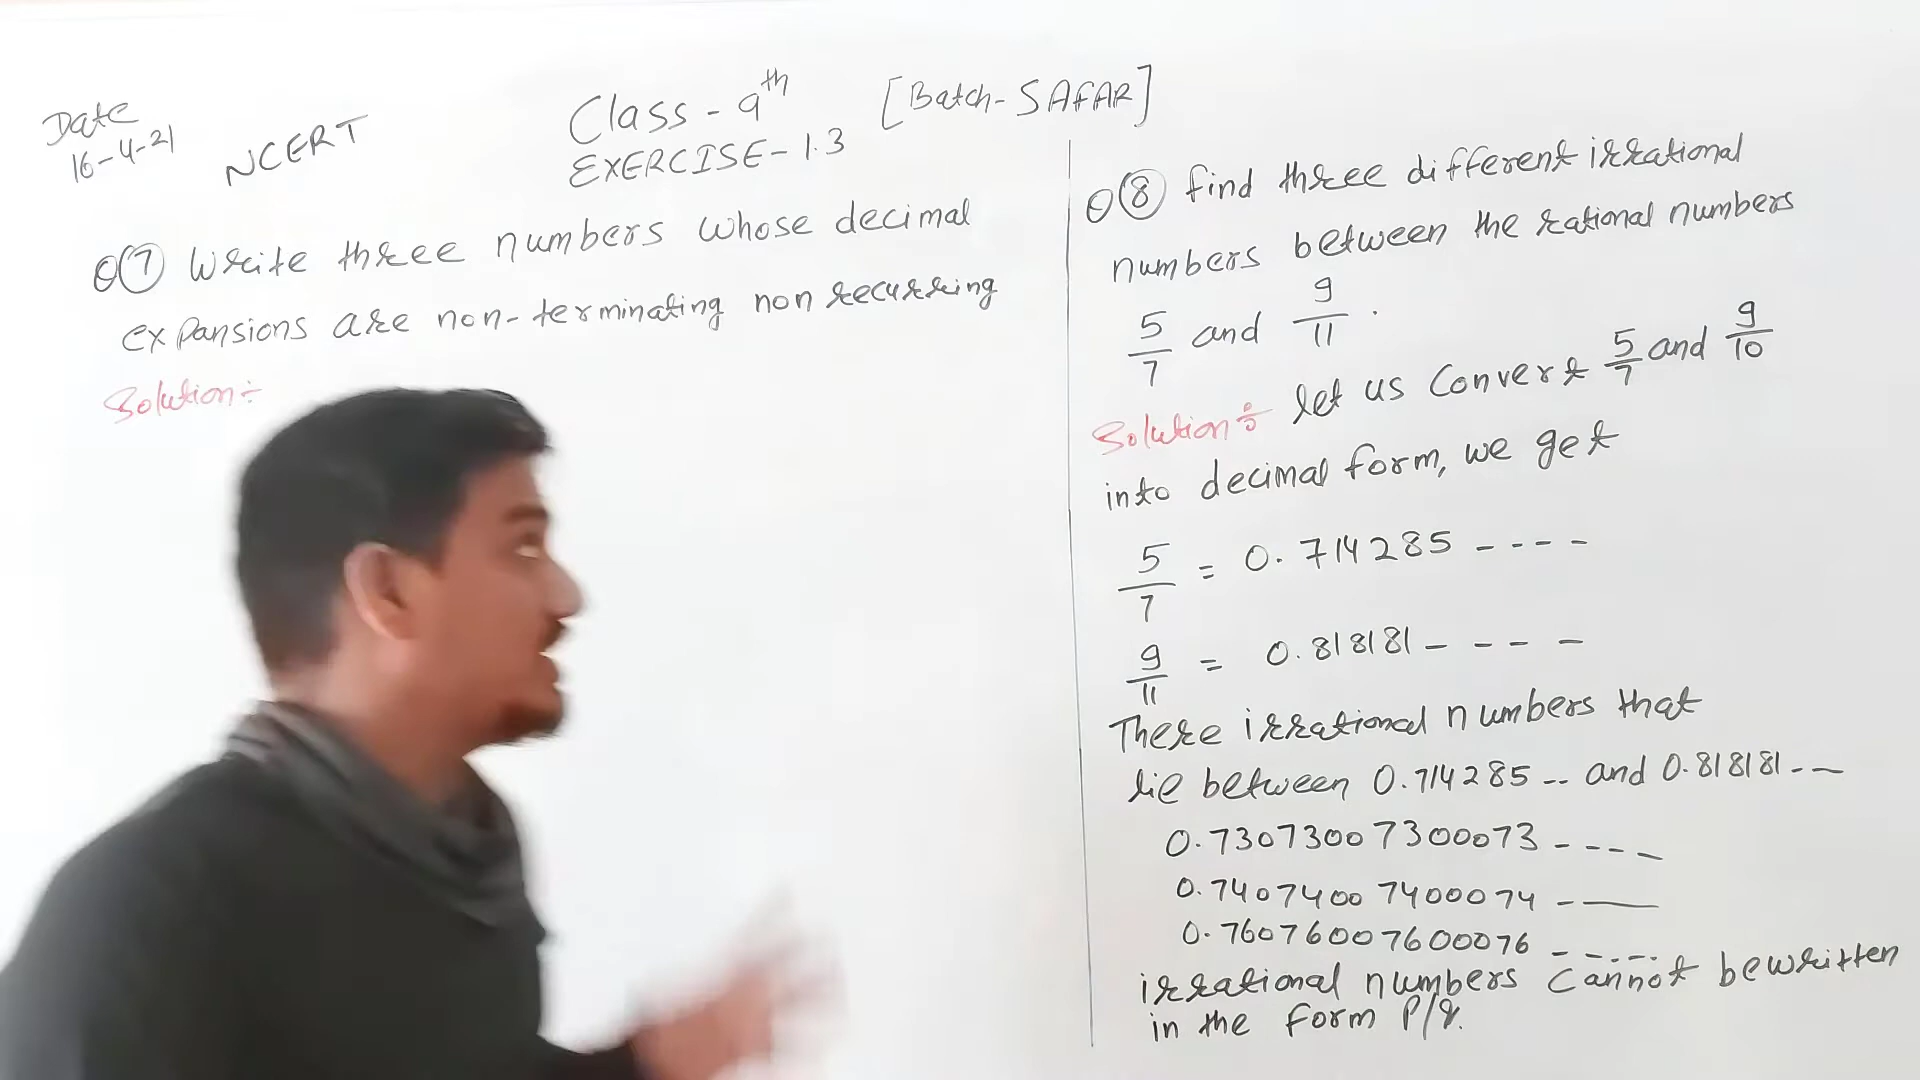 Date
16-4-21
NCERT
Class - 9th [Batch- SAFAR]
EXERCISE - 1.3
Q(7) Write three numbers whose decimal
expansions are non-terminating non recurring
Solution÷
Q(8) find three different irrational
numbers between the rational numbers
5/7 and 9/11.
Solution÷ let us Convert 5/7 and 9/10
into decimal form, we get
5/7 = 0.714285 ----
9/11 = 0.818181 ----
There irrational numbers that
lie between 0.714285 -- and 0.818181 --
0.73073007300073 ----
0.74074007400074 ---
0.76076007600076 -----
irrational numbers Cannot be written
in the form P/q.